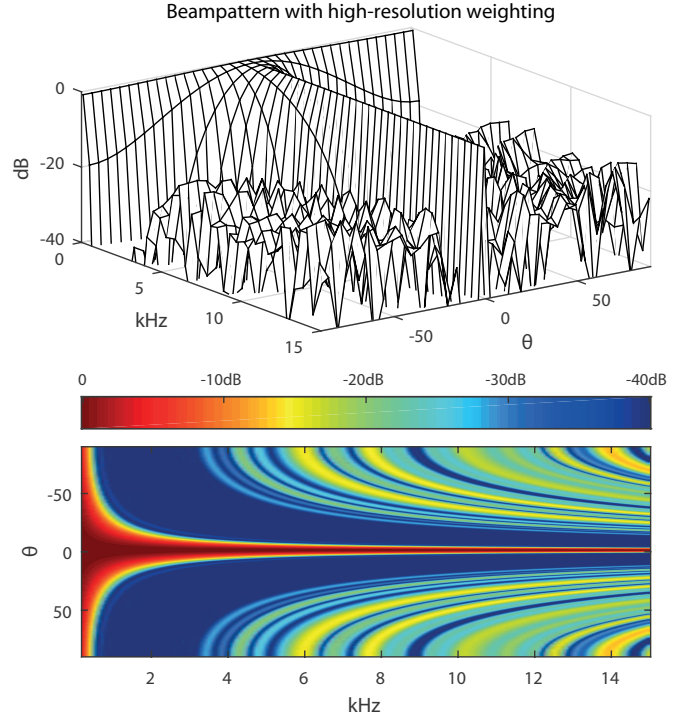 Beampattern with high-resolution weighting
0
-20
-40
dB
0
5
10
15
kHz
-50
0
50
θ
0 -10dB -20dB -30dB -40dB
-50
0
50
θ
2 4 6 8 10 12 14
kHz